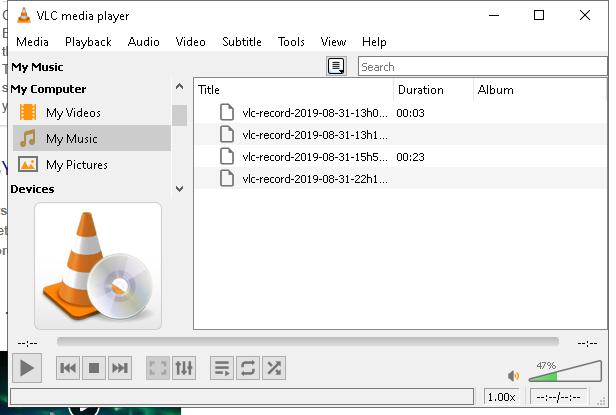 VLC media player
Media Playback Audio Video Subtitle Tools View Help
My Music
Search
My Computer
My Videos
My Music
My Pictures
Devices
Title Duration Album
vlc-record-2019-08-31-13h0... 00:03
vlc-record-2019-08-31-13h1...
vlc-record-2019-08-31-15h5... 00:23
vlc-record-2019-08-31-22h1...
--:-- --:--
47%
1.00x --:--/--:--